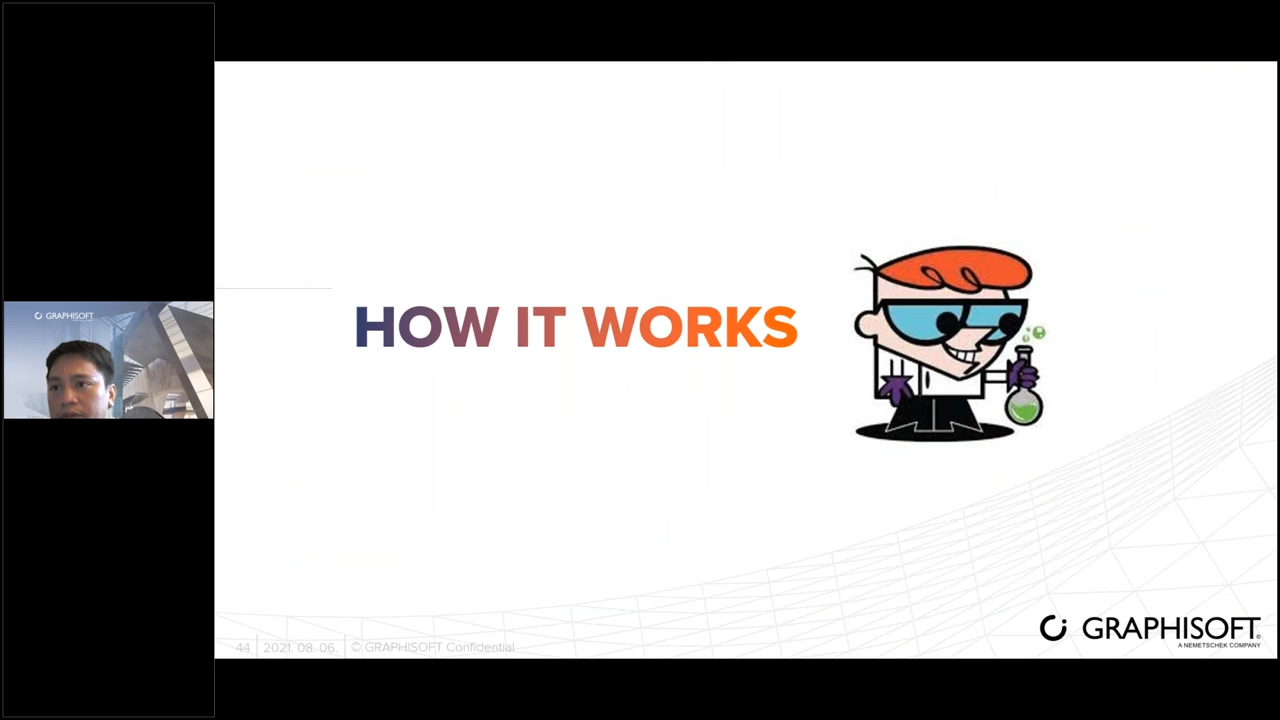 GRAPHISOFT
HOW IT WORKS
GRAPHISOFT
A NEMETSCHEK COMPANY
44 2021. 08. 06. © GRAPHISOFT Confidential